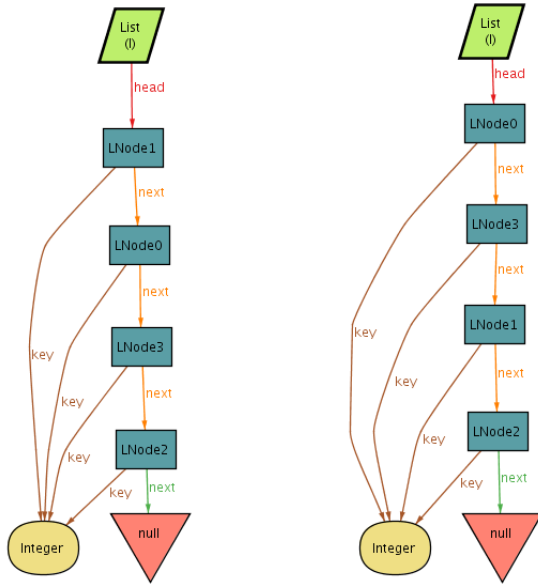 List
(l)
head
LNode1
next
LNode0
next
key
LNode3
key
next
key
LNode2
key
next
Integer
null
List
(l)
head
LNode0
next
LNode3
next
key
LNode1
key
next
key
LNode2
key
next
Integer
null